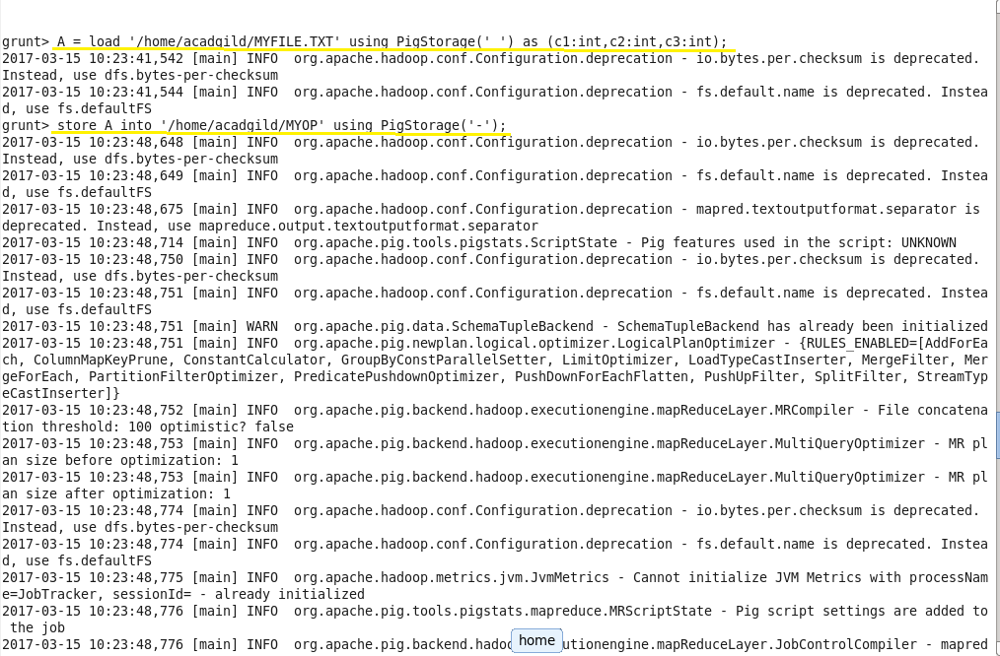 grunt> A = load '/home/acadgild/MYFILE.TXT' using PigStorage(' ') as (c1:int,c2:int,c3:int);
2017-03-15 10:23:41,542 [main] INFO  org.apache.hadoop.conf.Configuration.deprecation - io.bytes.per.checksum is deprecated.
Instead, use dfs.bytes-per-checksum
2017-03-15 10:23:41,544 [main] INFO  org.apache.hadoop.conf.Configuration.deprecation - fs.default.name is deprecated. Instea
d, use fs.defaultFS
grunt> store A into '/home/acadgild/MYOP' using PigStorage('-');
2017-03-15 10:23:48,648 [main] INFO  org.apache.hadoop.conf.Configuration.deprecation - io.bytes.per.checksum is deprecated.
Instead, use dfs.bytes-per-checksum
2017-03-15 10:23:48,649 [main] INFO  org.apache.hadoop.conf.Configuration.deprecation - fs.default.name is deprecated. Instea
d, use fs.defaultFS
2017-03-15 10:23:48,675 [main] INFO  org.apache.hadoop.conf.Configuration.deprecation - mapred.textoutputformat.separator is
deprecated. Instead, use mapreduce.output.textoutputformat.separator
2017-03-15 10:23:48,714 [main] INFO  org.apache.pig.tools.pigstats.ScriptState - Pig features used in the script: UNKNOWN
2017-03-15 10:23:48,750 [main] INFO  org.apache.hadoop.conf.Configuration.deprecation - io.bytes.per.checksum is deprecated.
Instead, use dfs.bytes-per-checksum
2017-03-15 10:23:48,751 [main] INFO  org.apache.hadoop.conf.Configuration.deprecation - fs.default.name is deprecated. Instea
d, use fs.defaultFS
2017-03-15 10:23:48,751 [main] WARN  org.apache.pig.data.SchemaTupleBackend - SchemaTupleBackend has already been initialized
2017-03-15 10:23:48,751 [main] INFO  org.apache.pig.newplan.logical.optimizer.LogicalPlanOptimizer - {RULES_ENABLED=[AddForEa
ch, ColumnMapKeyPrune, ConstantCalculator, GroupByConstParallelSetter, LimitOptimizer, LoadTypeCastInserter, MergeFilter, Mer
geForEach, PartitionFilterOptimizer, PredicatePushdownOptimizer, PushDownForEachFlatten, PushUpFilter, SplitFilter, StreamTyp
eCastInserter]}
2017-03-15 10:23:48,752 [main] INFO  org.apache.pig.backend.hadoop.executionengine.mapReduceLayer.MRCompiler - File concatena
tion threshold: 100 optimistic? false
2017-03-15 10:23:48,753 [main] INFO  org.apache.pig.backend.hadoop.executionengine.mapReduceLayer.MultiQueryOptimizer - MR pl
an size before optimization: 1
2017-03-15 10:23:48,753 [main] INFO  org.apache.pig.backend.hadoop.executionengine.mapReduceLayer.MultiQueryOptimizer - MR pl
an size after optimization: 1
2017-03-15 10:23:48,774 [main] INFO  org.apache.hadoop.conf.Configuration.deprecation - io.bytes.per.checksum is deprecated.
Instead, use dfs.bytes-per-checksum
2017-03-15 10:23:48,774 [main] INFO  org.apache.hadoop.conf.Configuration.deprecation - fs.default.name is deprecated. Instea
d, use fs.defaultFS
2017-03-15 10:23:48,775 [main] INFO  org.apache.hadoop.metrics.jvm.JvmMetrics - Cannot initialize JVM Metrics with processNam
e=JobTracker, sessionId= - already initialized
2017-03-15 10:23:48,776 [main] INFO  org.apache.pig.tools.pigstats.mapreduce.MRScriptState - Pig script settings are added to
 the job
2017-03-15 10:23:48,776 [main] INFO  org.apache.pig.backend.hadoo utionengine.mapReduceLayer.JobControlCompiler - mapred
home